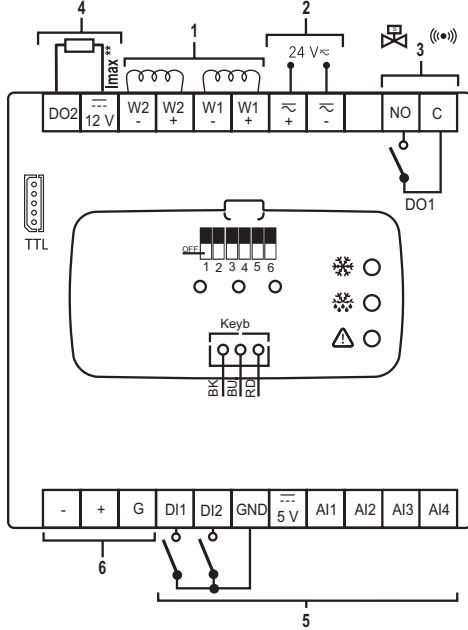 4
1
2
3
Imax **
24 V
DO2
12 V
W2 -
W2 +
W1 -
W1 +
+
-
NO
C
DO1
TTL
OFF
1 2 3 4 5 6
Keyb
BK
BU
RD
- + G DI1 DI2 GND 5 V AI1 AI2 AI3 AI4
6
5